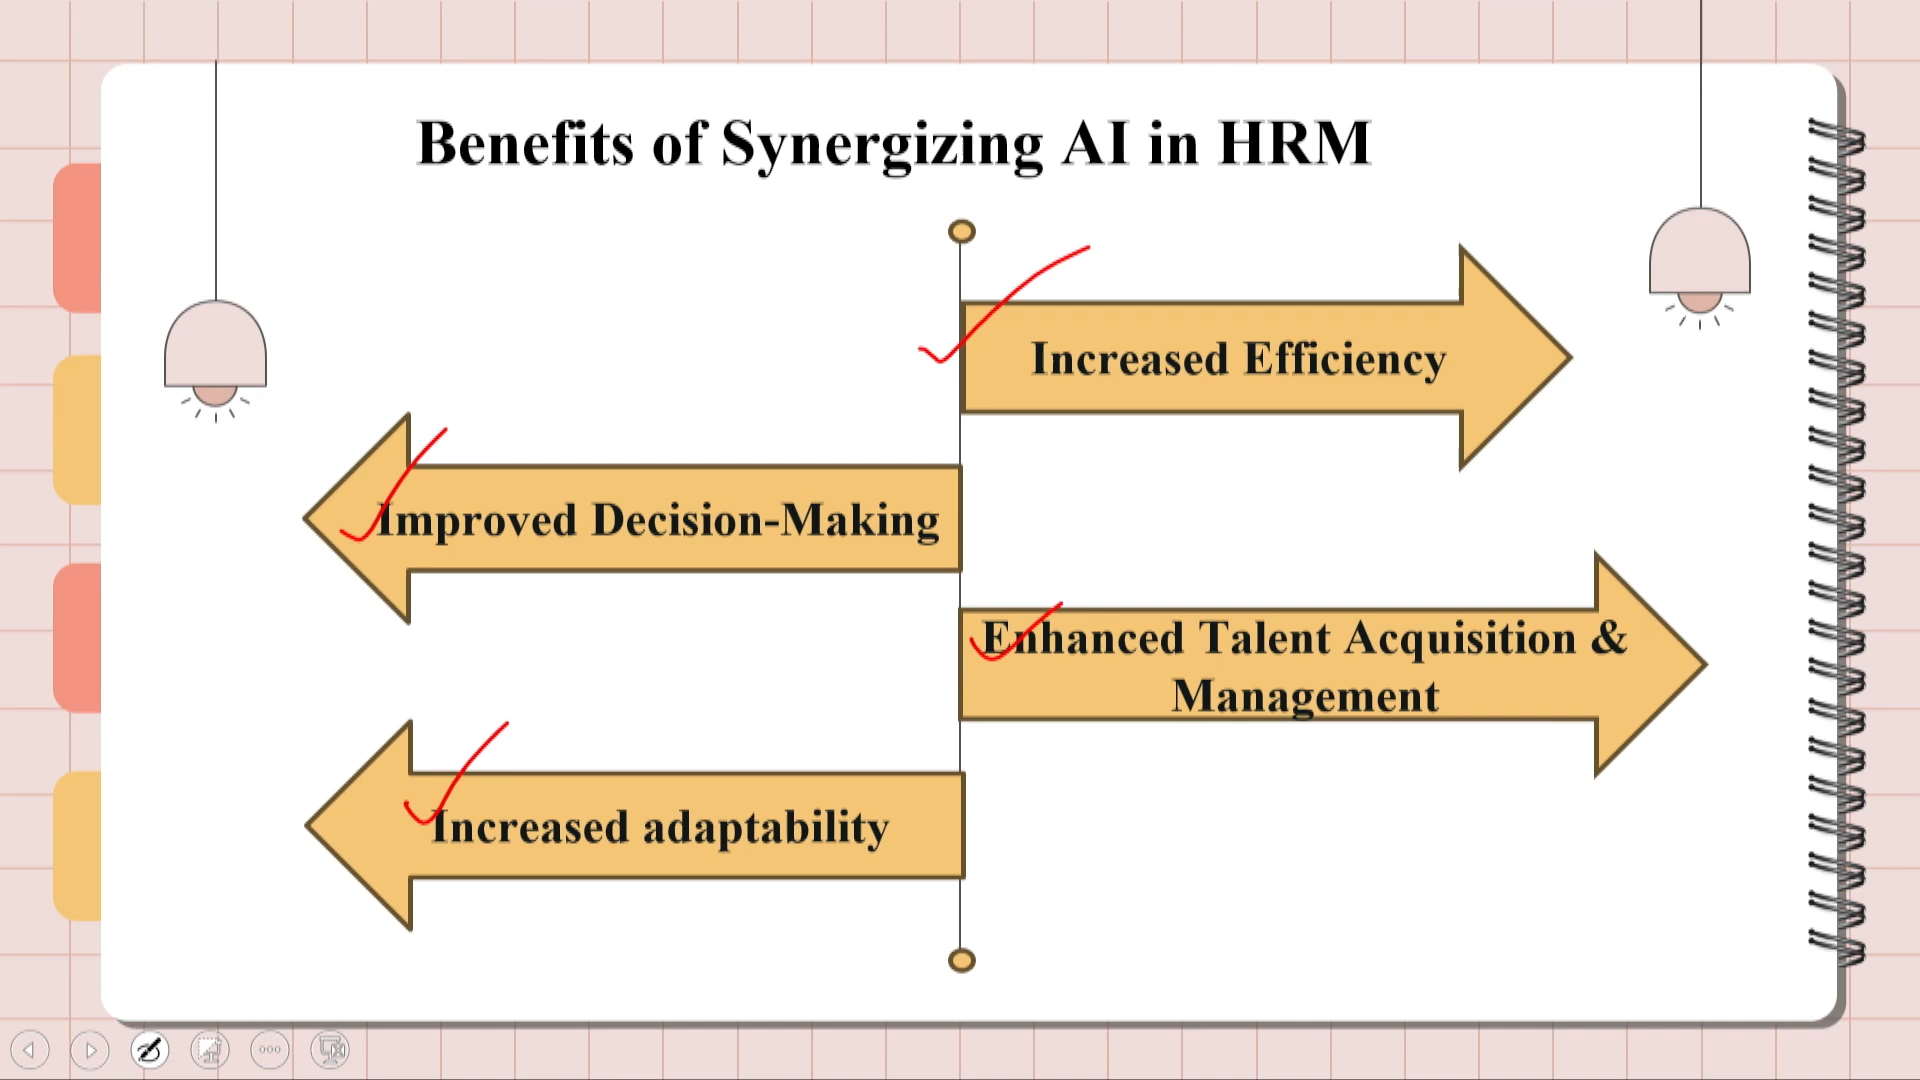 Benefits of Synergizing AI in HRM
Increased Efficiency
Improved Decision-Making
Enhanced Talent Acquisition &
Management
Increased adaptability